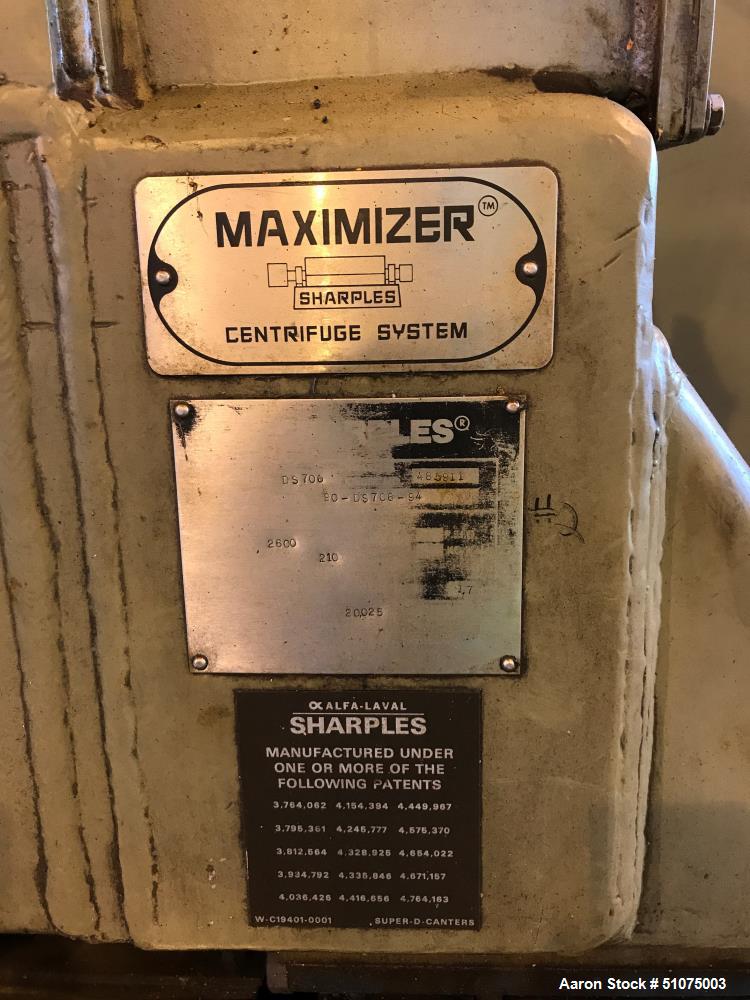 MAXIMIZER™
SHARPLES
CENTRIFUGE SYSTEM
LES®
DS706 485911
90-DS706-94
2600
210
17
20025
ALFA-LAVAL
SHARPLES
MANUFACTURED UNDER
ONE OR MORE OF THE
FOLLOWING PATENTS
3,764,062 4,154,394 4,449,967
3,795,361 4,245,777 4,575,370
3,812,564 4,328,925 4,654,022
3,934,792 4,335,846 4,671,157
4,036,426 4,416,656 4,764,163
W-C19401-0001 SUPER-D-CANTERS
Aaron Stock # 51075003